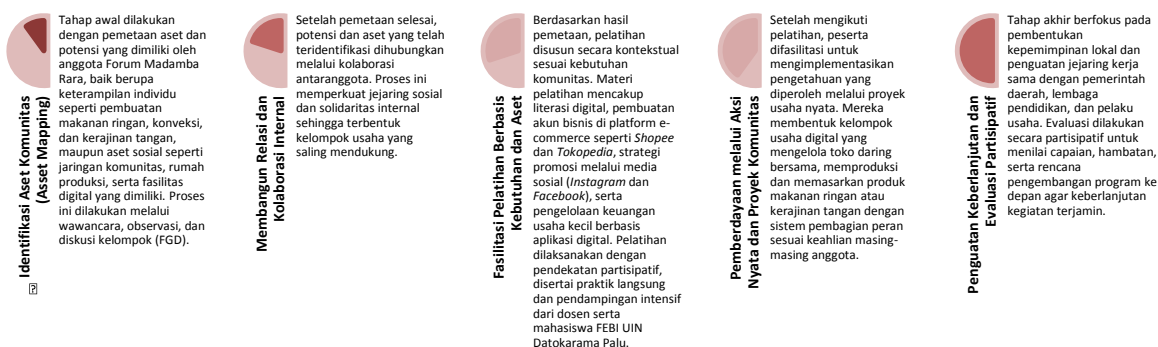 Identifikasi Aset Komunitas
(Asset Mapping)
Tahap awal dilakukan
dengan pemetaan aset dan
potensi yang dimiliki oleh
anggota Forum Madamba
Rara, baik berupa
keterampilan individu
seperti pembuatan
makanan ringan, konveksi,
dan kerajinan tangan,
maupun aset sosial seperti
jaringan komunitas, rumah
produksi, serta fasilitas
digital yang dimiliki. Proses
ini dilakukan melalui
wawancara, observasi, dan
diskusi kelompok (FGD).
Membangun Relasi dan
Kolaborasi Internal
Setelah pemetaan selesai,
potensi dan aset yang telah
teridentifikasi dihubungkan
melalui kolaborasi
antaranggota. Proses ini
memperkuat jejaring sosial
dan solidaritas internal
sehingga terbentuk
kelompok usaha yang
saling mendukung.
Fasilitasi Pelatihan Berbasis
Kebutuhan dan Aset
Berdasarkan hasil
pemetaan, pelatihan
disusun secara kontekstual
sesuai kebutuhan
komunitas. Materi
pelatihan mencakup
literasi digital, pembuatan
akun bisnis di platform e-
commerce seperti Shopee
dan Tokopedia, strategi
promosi melalui media
sosial (Instagram dan
Facebook), serta
pengelolaan keuangan
usaha kecil berbasis
aplikasi digital. Pelatihan
dilaksanakan dengan
pendekatan partisipatif,
disertai praktik langsung
dan pendampingan intensif
dari dosen serta
mahasiswa FEBI UIN
Datokarama Palu.
Pemberdayaan melalui Aksi
Nyata dan Proyek Komunitas
Setelah mengikuti
pelatihan, peserta
difasilitasi untuk
mengimplementasikan
pengetahuan yang
diperoleh melalui proyek
usaha nyata. Mereka
membentuk kelompok
usaha digital yang
mengelola toko daring
bersama, memproduksi
dan memasarkan produk
makanan ringan atau
kerajinan tangan dengan
sistem pembagian peran
sesuai keahlian masing-
masing anggota.
Penguatan Keberlanjutan dan
Evaluasi Partisipatif
Tahap akhir berfokus pada
pembentukan
kepemimpinan lokal dan
penguatan jejaring kerja
sama dengan pemerintah
daerah, lembaga
pendidikan, dan pelaku
usaha. Evaluasi dilakukan
secara partisipatif untuk
menilai capaian, hambatan,
serta rencana
pengembangan program ke
depan agar keberlanjutan
kegiatan terjamin.